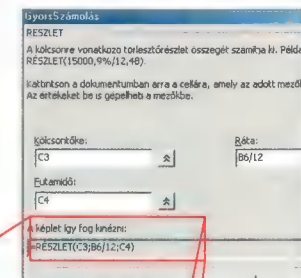 GyorsSzámolás
RÉSZLET
A kölcsönre vonatkozó törlesztőrészlet összegét számítja ki. Példa
RÉSZLET(15000,9%/12,48).
Kattintson a dokumentumban arra a cellára, amely az adott mező
Az értékeket be is gépelheti a mezőkbe.
Kölcsöntőke: Ráta:
C3 B6/12
Futamidő:
C4
A képlet így fog kinézni:
=RÉSZLET(C3;B6/12;C4)